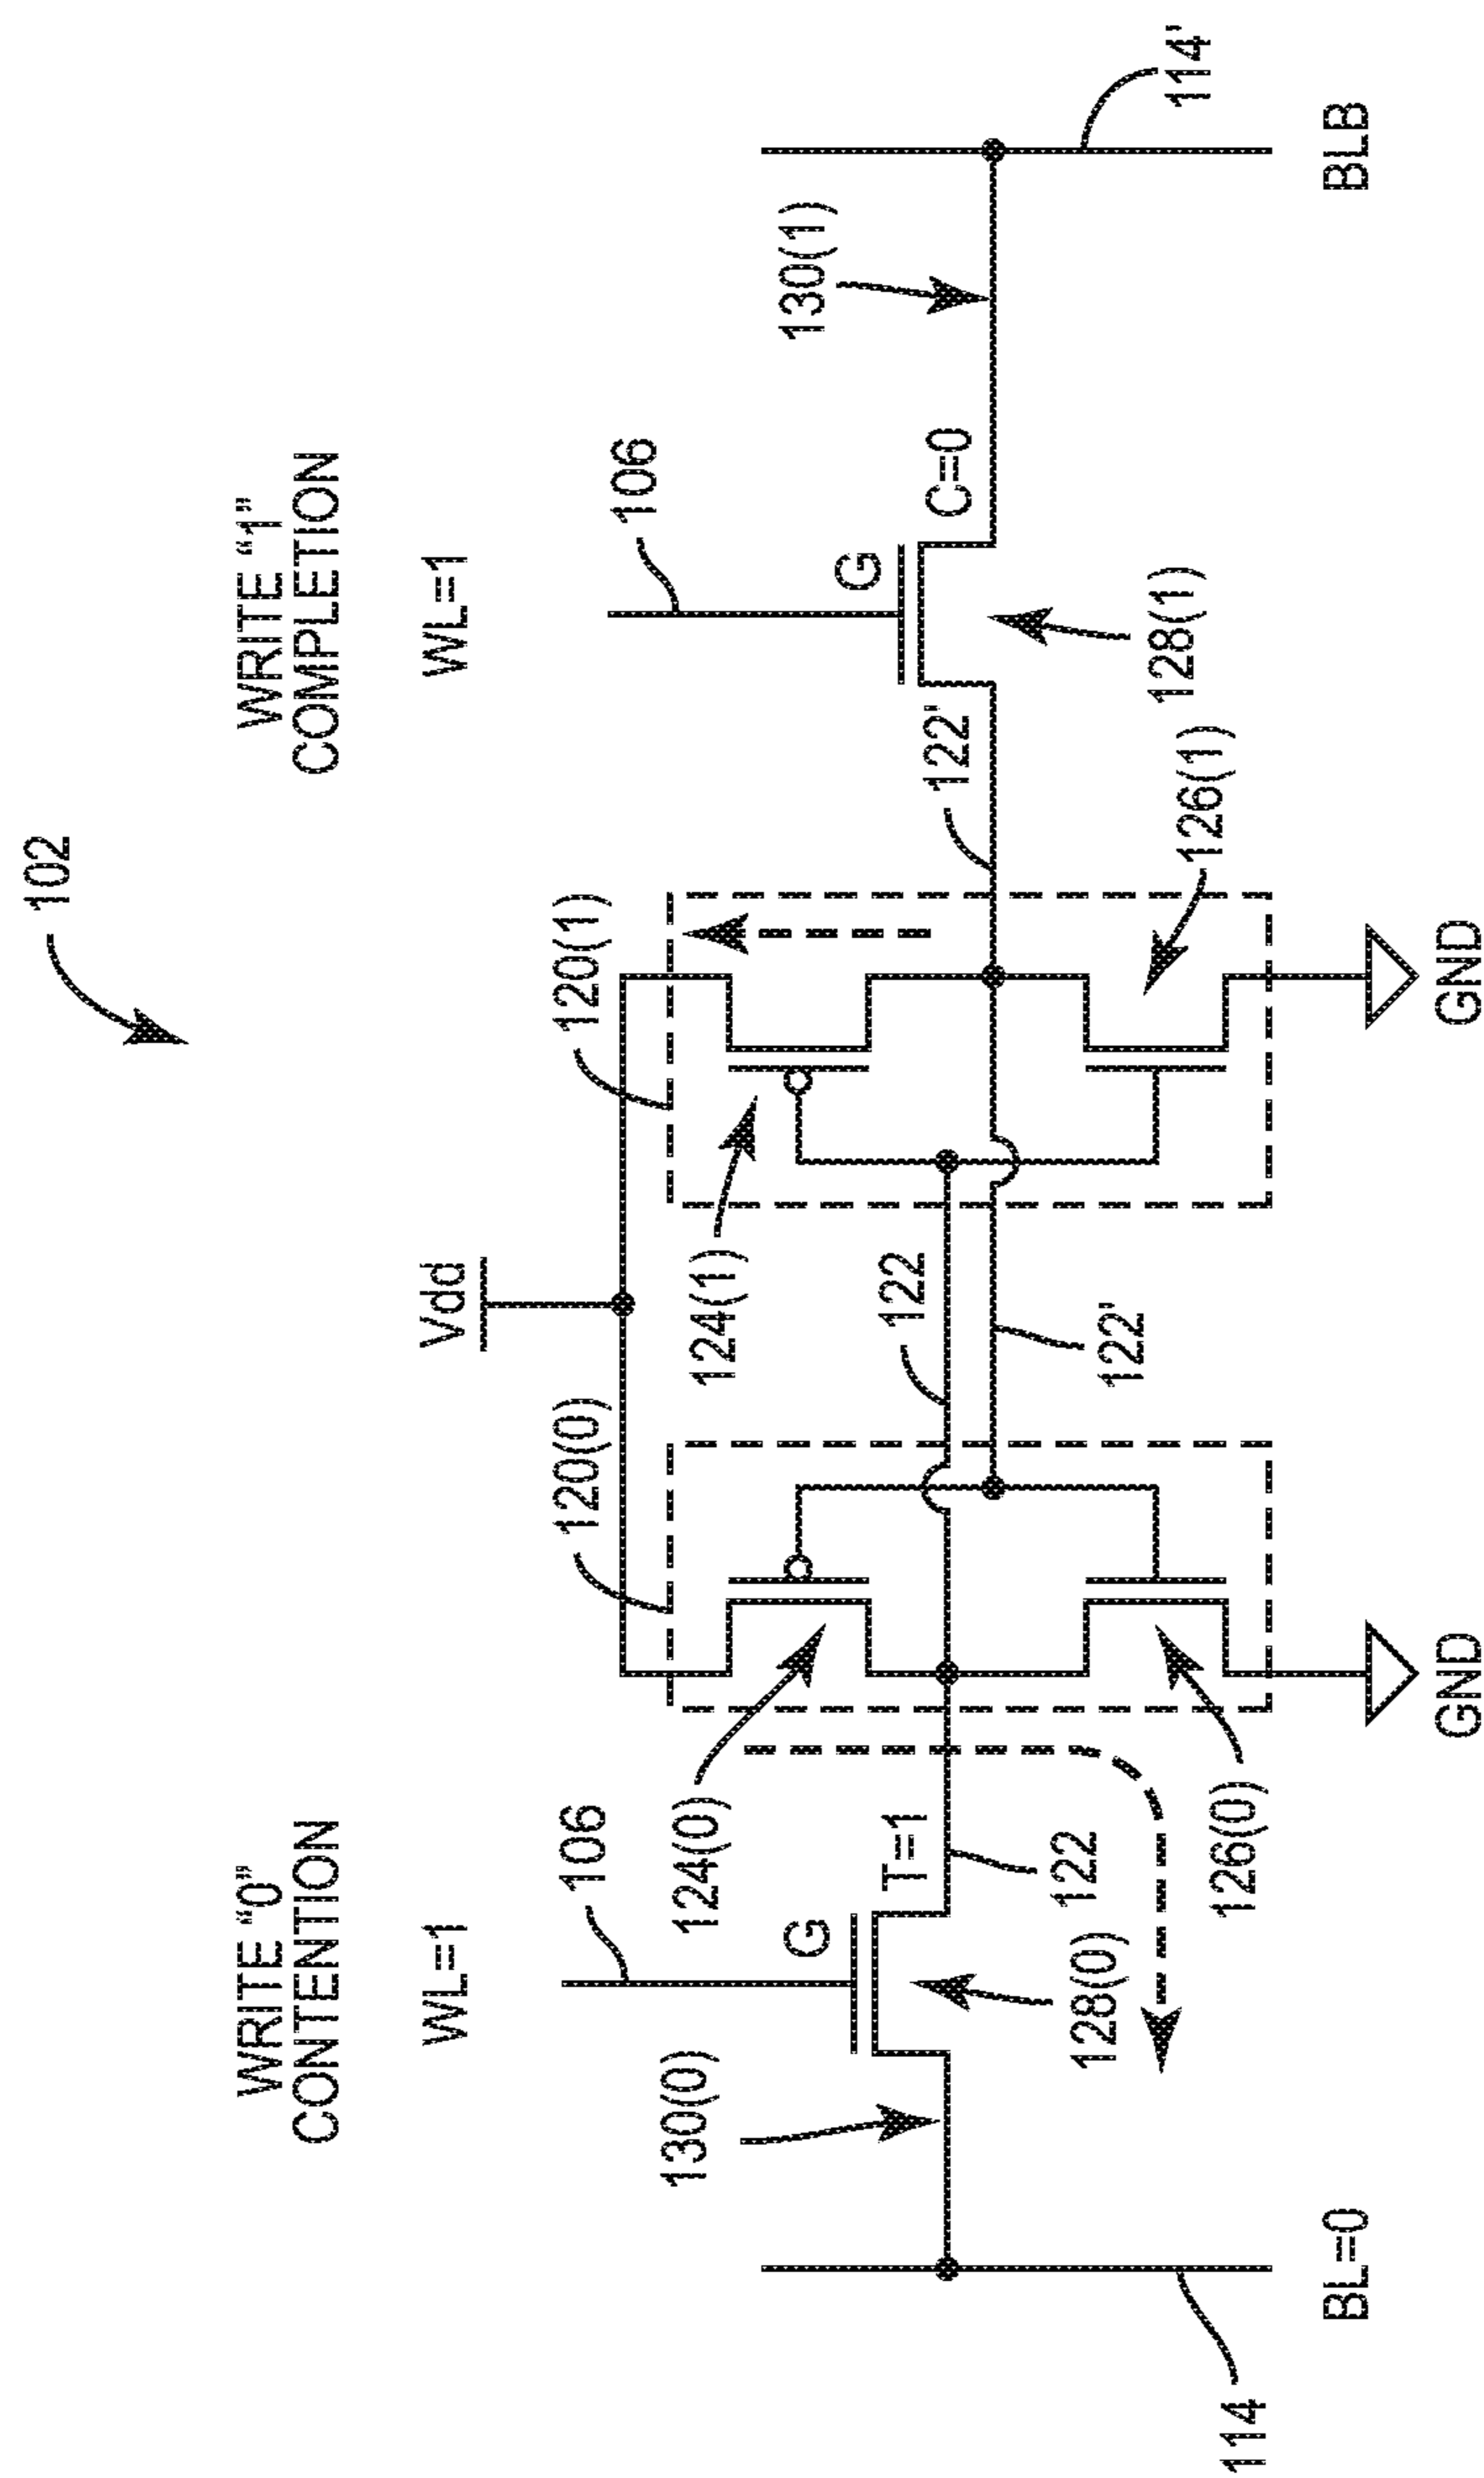 102
WRITE “0”
CONTENTION
WRITE “1”
COMPLETION
WL=1
Vdd
WL=1
106
120(0)
120(1)
106
130(0)
124(0)
124(1)
130(1)
G
G
T=1
122
122'
C=0
128(0)
122
122'
128(1)
126(0)
126(1)
114
114'
BL=0
BLB
GND
GND